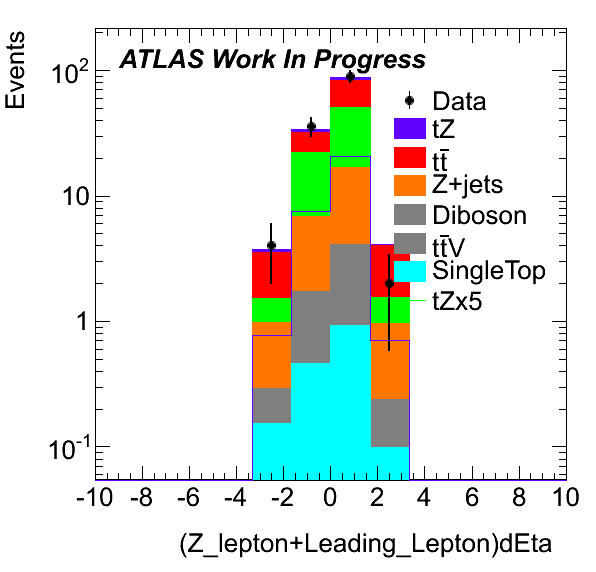 Events
ATLAS Work In Progress
10²
10
1
10⁻¹
Data
tZ
tt̄
Z+jets
Diboson
tt̄V
SingleTop
tZx5
-10 -8 -6 -4 -2 0 2 4 6 8 10
(Z_lepton+Leading_Lepton)dEta